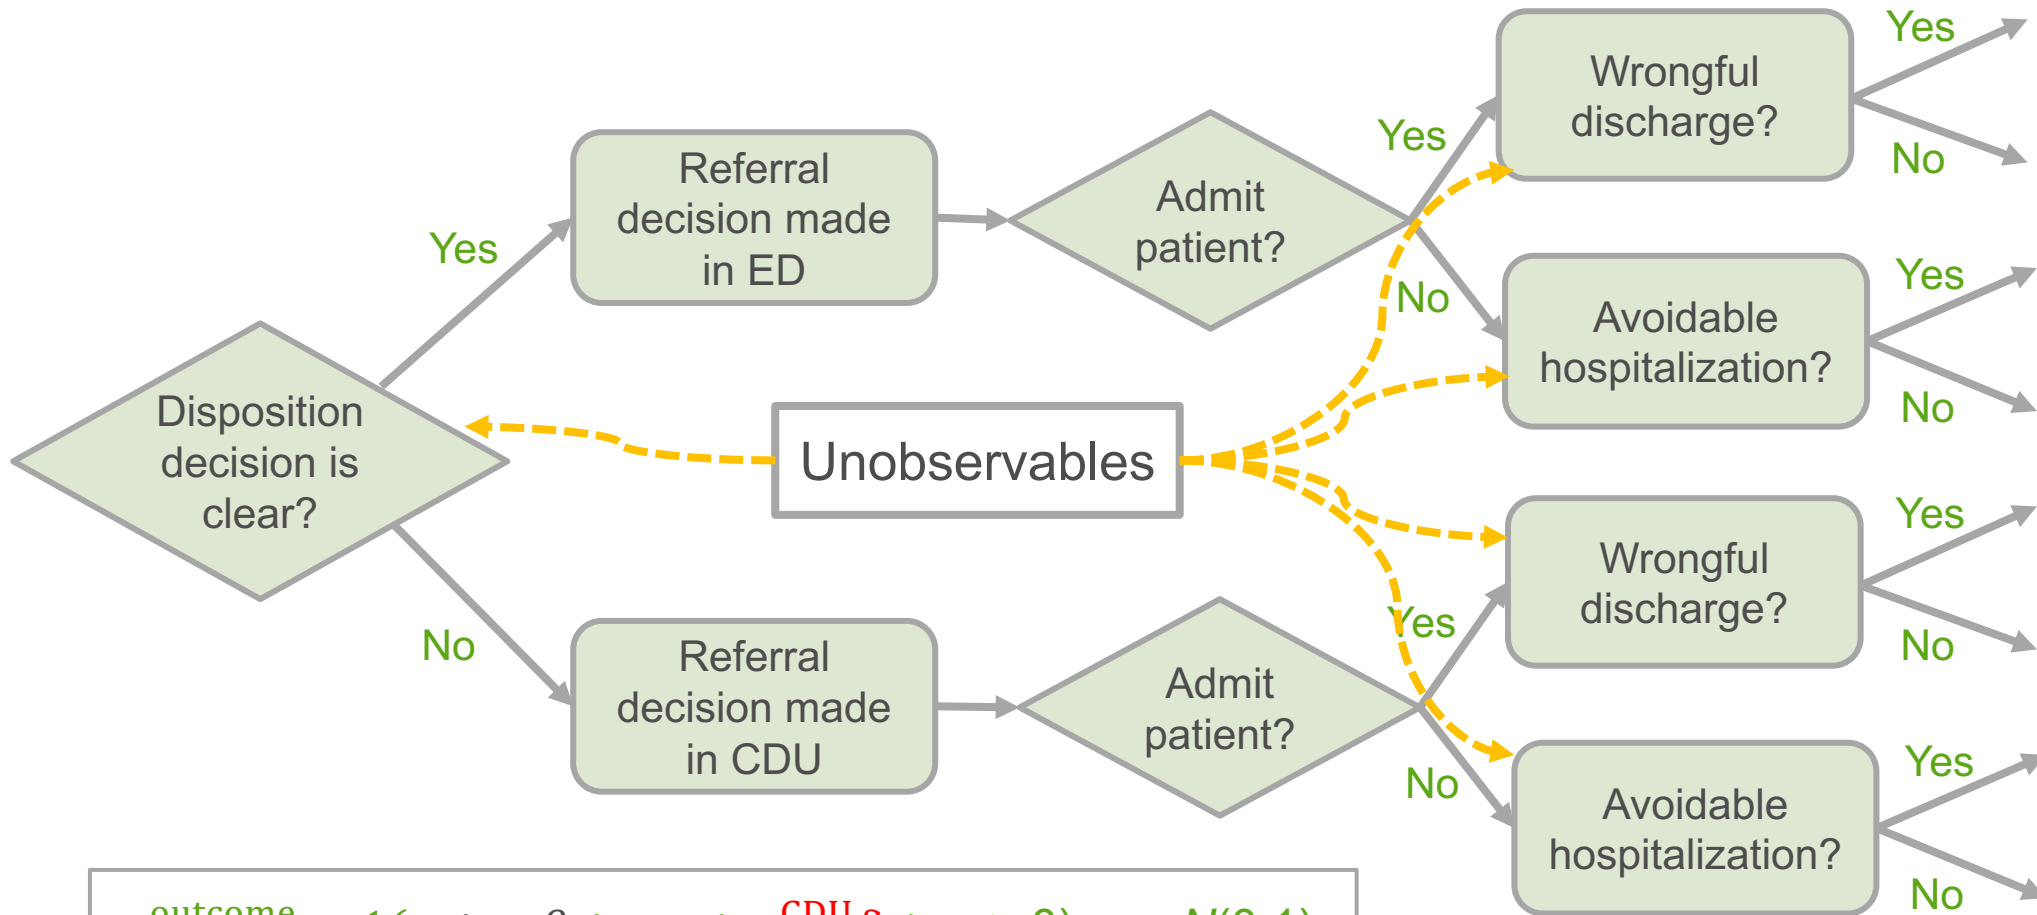 Yes
Wrongful
discharge?
No
Referral
decision made
in ED
Admit
patient?
Yes
No
Yes
Avoidable
hospitalization?
Yes
No
Disposition
decision is
clear?
Unobservables
No
Referral
decision made
in CDU
Admit
patient?
Yes
No
Wrongful
discharge?
Yes
No
Avoidable
hospitalization?
Yes
No
outcome
CDU